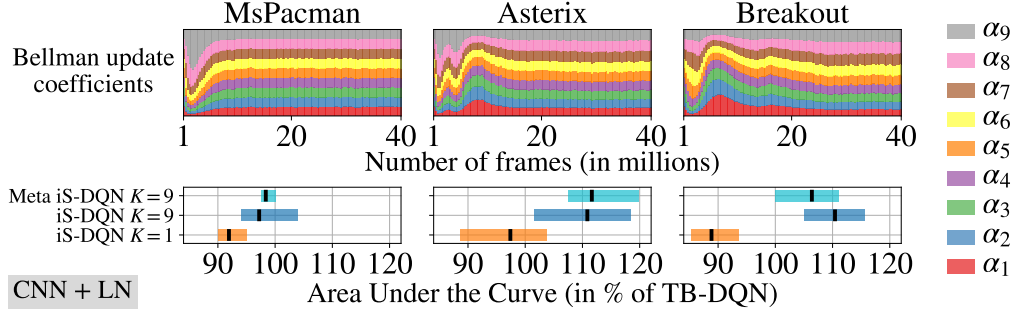 MsPacman Asterix Breakout
Bellman update
coefficients
α9
α8
α7
α6
α5
α4
α3
α2
α1
1 20 40 1 20 40 1 20 40
Number of frames (in millions)
Meta iS-DQN K = 9
iS-DQN K = 9
iS-DQN K = 1
90 100 110 120 90 100 110 120 90 100 110 120
CNN + LN
Area Under the Curve (in % of TB-DQN)